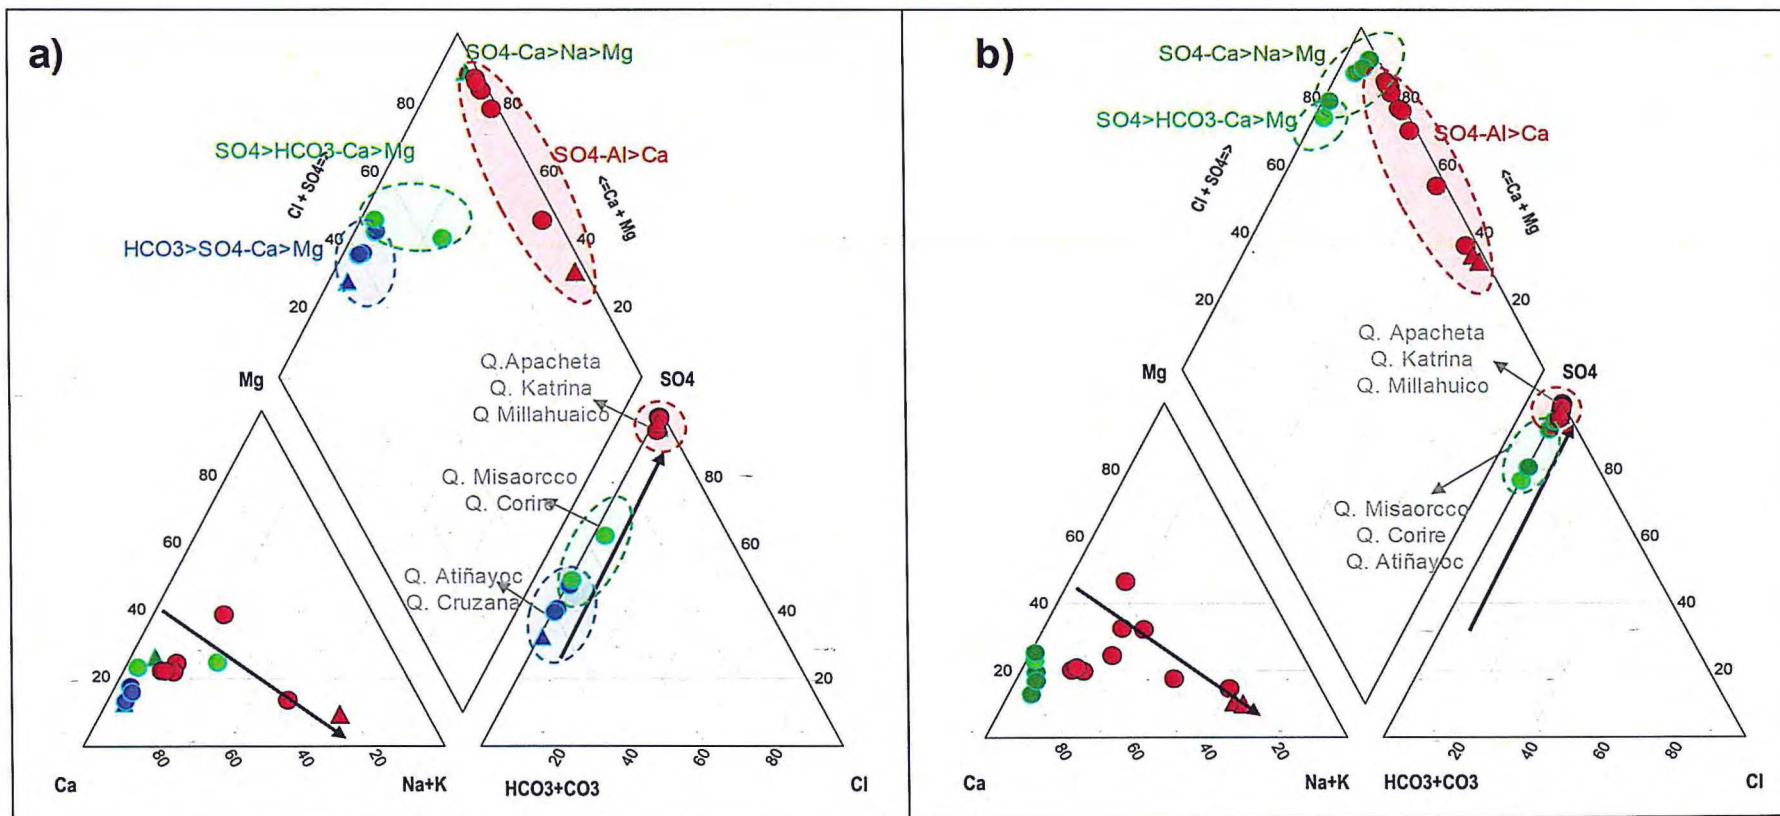 a)
SO4-Ca>Na>Mg
80
80
SO4>HCO3-Ca>Mg
SO4-Al>Ca
60
60
Cl + SO4=>
<=Ca + Mg
HCO3>SO4-Ca>Mg
40
40
20
20
Q.Apacheta
Q. Katrina
Q Millahuaico
Mg
SO4
80
80
Q. Misaorcco
Q. Corire
60
60
Q. Atiñayoc
Q. Cruzana
40
40
20
20
80
60
40
20
20
40
60
80
Ca
Na+K
HCO3+CO3
Cl
b)
SO4-Ca>Na>Mg
80
80
SO4>HCO3-Ca>Mg
SO4-Al>Ca
60
60
Cl + SO4=>
<=Ca + Mg
40
40
20
20
Q. Apacheta
Q. Katrina
Q. Millahuico
Mg
SO4
80
80
Q. Misaorcco
Q. Corire
Q. Atiñayoc
60
60
40
40
20
20
80
60
40
20
20
40
60
80
Ca
Na+K
HCO3+CO3
Cl